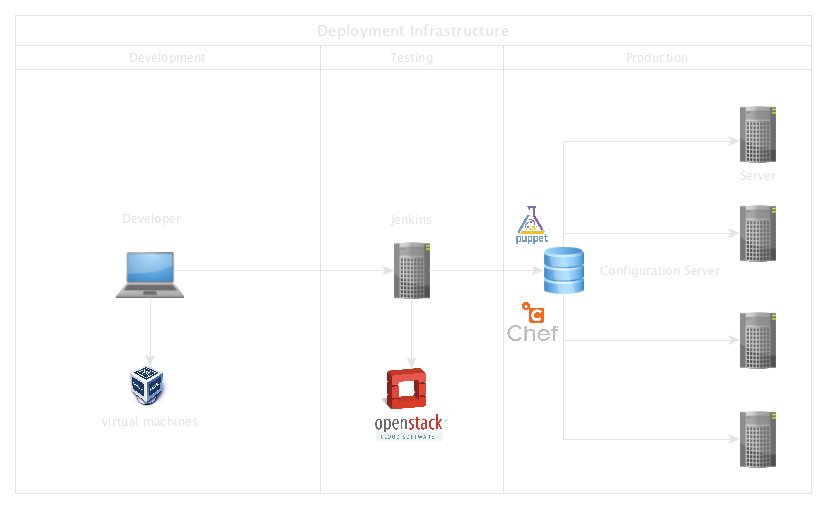 Deployment Infrastructure
Development
Testing
Production
Server
Developer
Jenkins
puppet
Configuration Server
Chef
virtual machines
openstack
CLOUD SOFTWARE